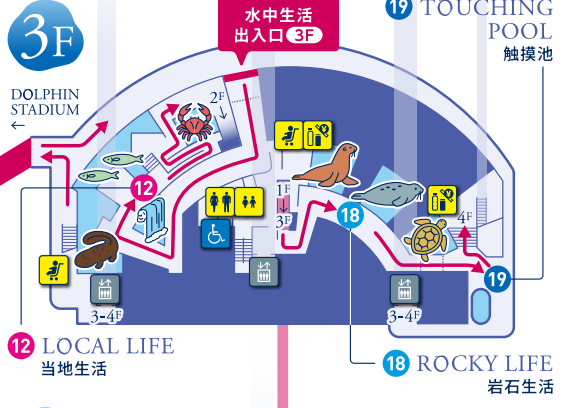 3F
水中生活
出入口 3F
19 TOUCHING
POOL
触摸池
DOLPHIN
STADIUM
←
2F
12
1F
3F
18
4F
19
3-4F
3-4F
12 LOCAL LIFE
当地生活
18 ROCKY LIFE
岩石生活